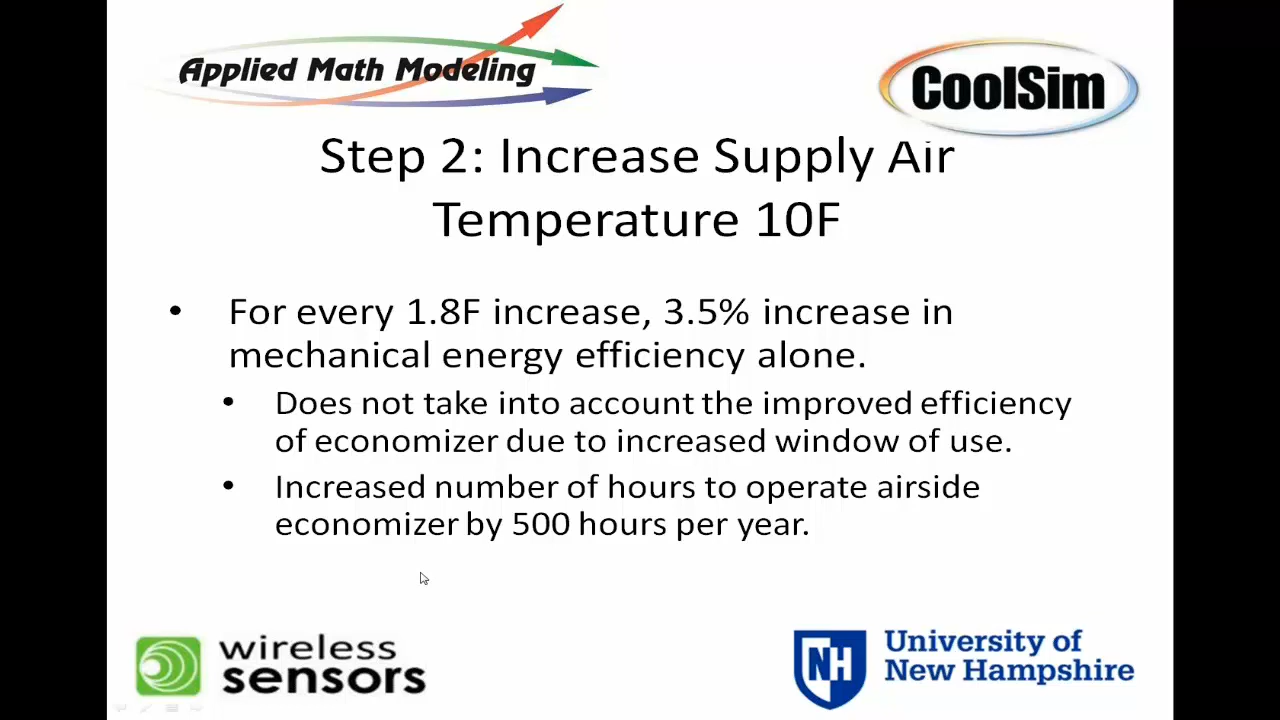 Applied Math Modeling
CoolSim
Step 2: Increase Supply Air
Temperature 10F
• For every 1.8F increase, 3.5% increase in
mechanical energy efficiency alone.
• Does not take into account the improved efficiency
of economizer due to increased window of use.
• Increased number of hours to operate airside
economizer by 500 hours per year.
wireless
sensors
NH
University of
New Hampshire